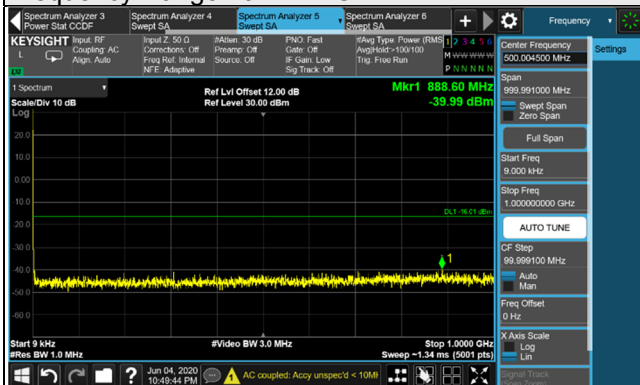 Spectrum Analyzer 3
Power Stat CCDF
Spectrum Analyzer 4
Swept SA
Spectrum Analyzer 5
Swept SA
Spectrum Analyzer 6
Swept SA
Frequency
KEYSIGHT
L
Input: RF
Coupling: AC
Align: Auto
Input Z: 50 Ω
Corrections: Off
Freq Ref: Internal
NFE: Adaptive
#Atten: 30 dB
Preamp: Off
Source: Off
PNO: Fast
Gate: Off
IF Gain: Low
Sig Track: Off
#Avg Type: Power (RMS)
Avg|Hold:>100/100
Trig: Free Run
1 2 3 4 5 6
M W W W W W
P N N N N N
1 Spectrum
Scale/Div 10 dB
Log
Ref Lvl Offset 12.00 dB
Ref Level 30.00 dBm
Mkr1 888.60 MHz
-39.99 dBm
20.0
10.0
0.00
-10.0
DL1 -16.01 dBm
-20.0
-30.0
1
-40.0
-50.0
-60.0
Start 9 kHz
#Res BW 1.0 MHz
#Video BW 3.0 MHz
Stop 1.0000 GHz
Sweep ~1.34 ms (5001 pts)
Jun 04, 2020
10:49:44 PM
AC coupled: Accy unspec'd < 10MH
Settings
Center Frequency
500.004500 MHz
Span
999.991000 MHz
Swept Span
Zero Span
Full Span
Start Freq
9.000 kHz
Stop Freq
1.000000000 GHz
AUTO TUNE
CF Step
99.999100 MHz
Auto
Man
Freq Offset
0 Hz
X Axis Scale
Log
Lin
Signal Track